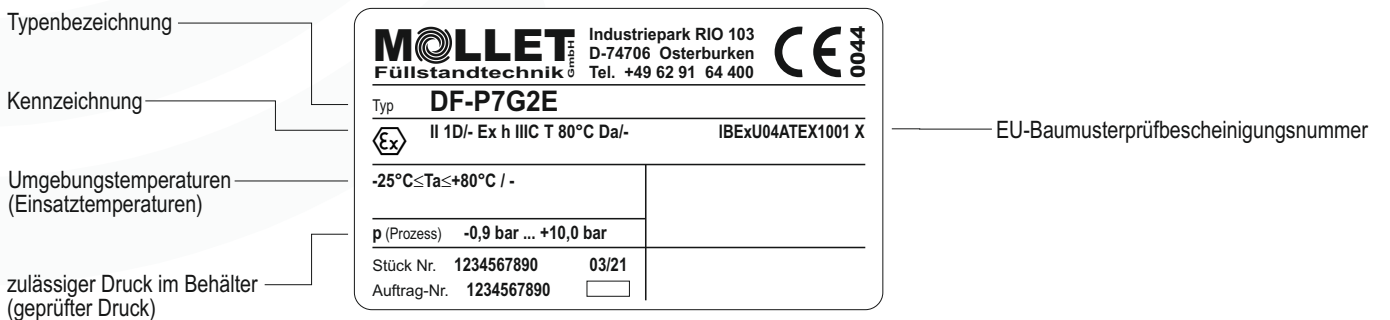 Typenbezeichnung
Kennzeichnung
Umgebungstemperaturen
(Einsatztemperaturen)
zulässiger Druck im Behälter
(geprüfter Druck)
MOLLET GmbH
Füllstandtechnik
Industriepark RIO 103
D-74706 Osterburken
Tel. +49 62 91 64 400
CE 0044
Typ DF-P7G2E
Ex II 1D/- Ex h IIIC T 80°C Da/- IBExU04ATEX1001 X
-25°C≤Ta≤+80°C / -
p (Prozess) -0,9 bar ... +10,0 bar
Stück Nr. 1234567890 03/21
Auftrag-Nr. 1234567890
EU-Baumusterprüfbescheinigungsnummer